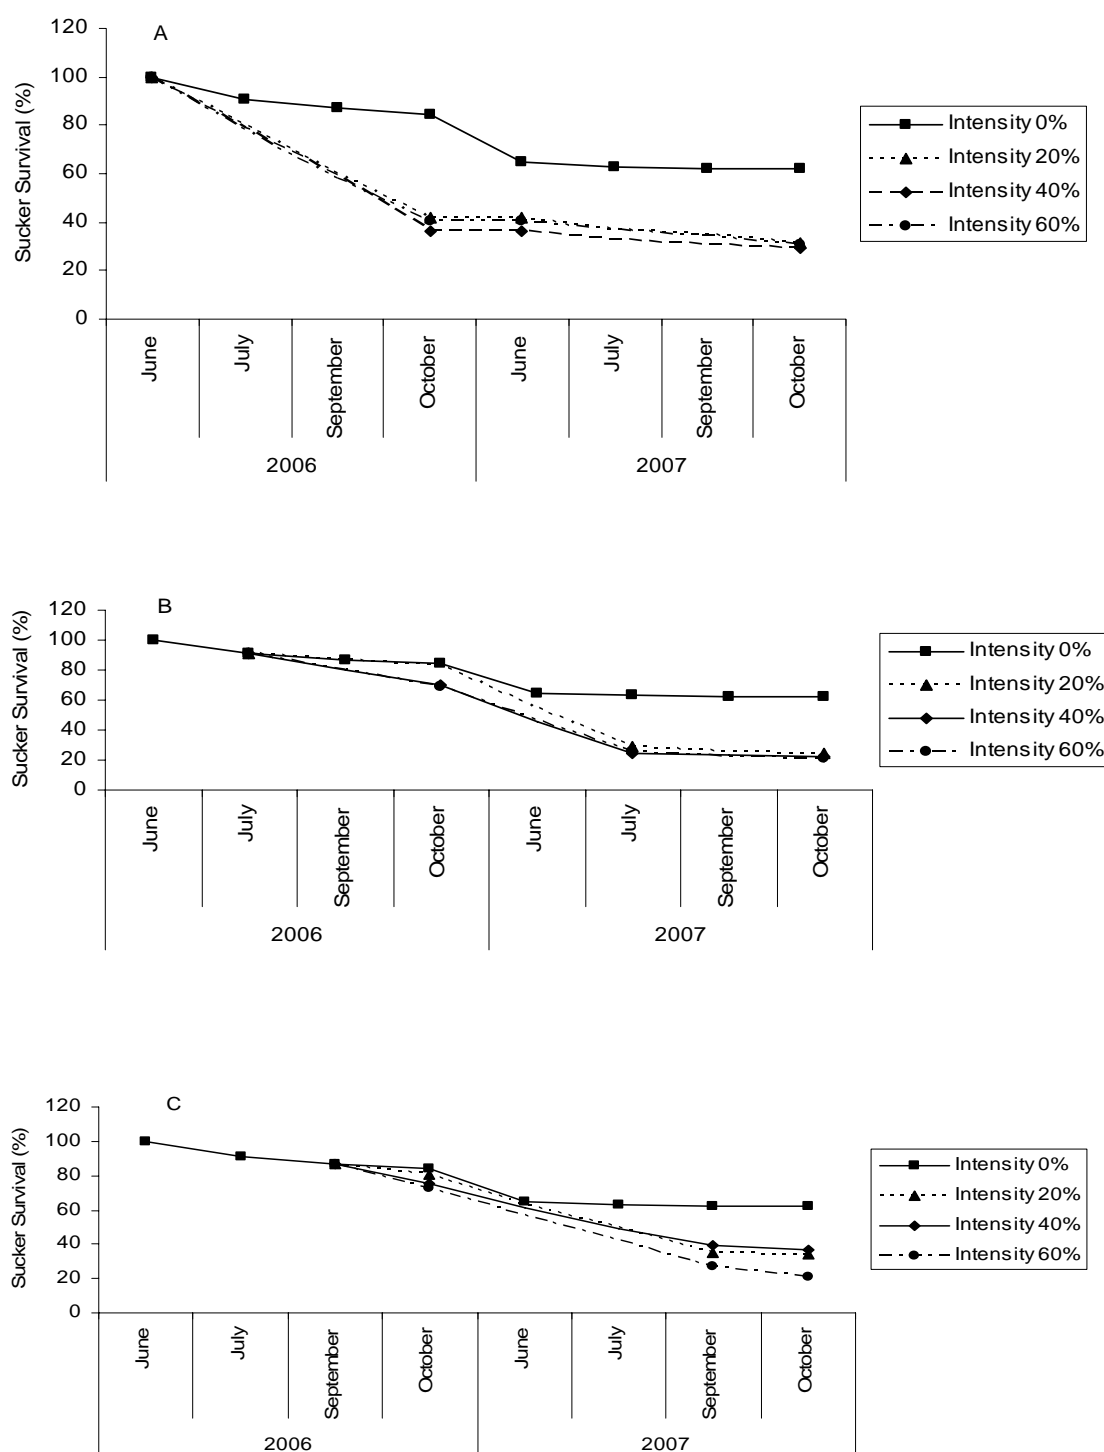 A
120
100
80
60
40
20
0
Sucker Survival (%)
June
July
September
October
June
July
September
October
2006
2007
Intensity 0%
Intensity 20%
Intensity 40%
Intensity 60%
B
120
100
80
60
40
20
0
Sucker Survival (%)
June
July
September
October
June
July
September
October
2006
2007
Intensity 0%
Intensity 20%
Intensity 40%
Intensity 60%
C
120
100
80
60
40
20
0
Sucker Survival (%)
June
July
September
October
June
July
September
October
2006
2007
Intensity 0%
Intensity 20%
Intensity 40%
Intensity 60%